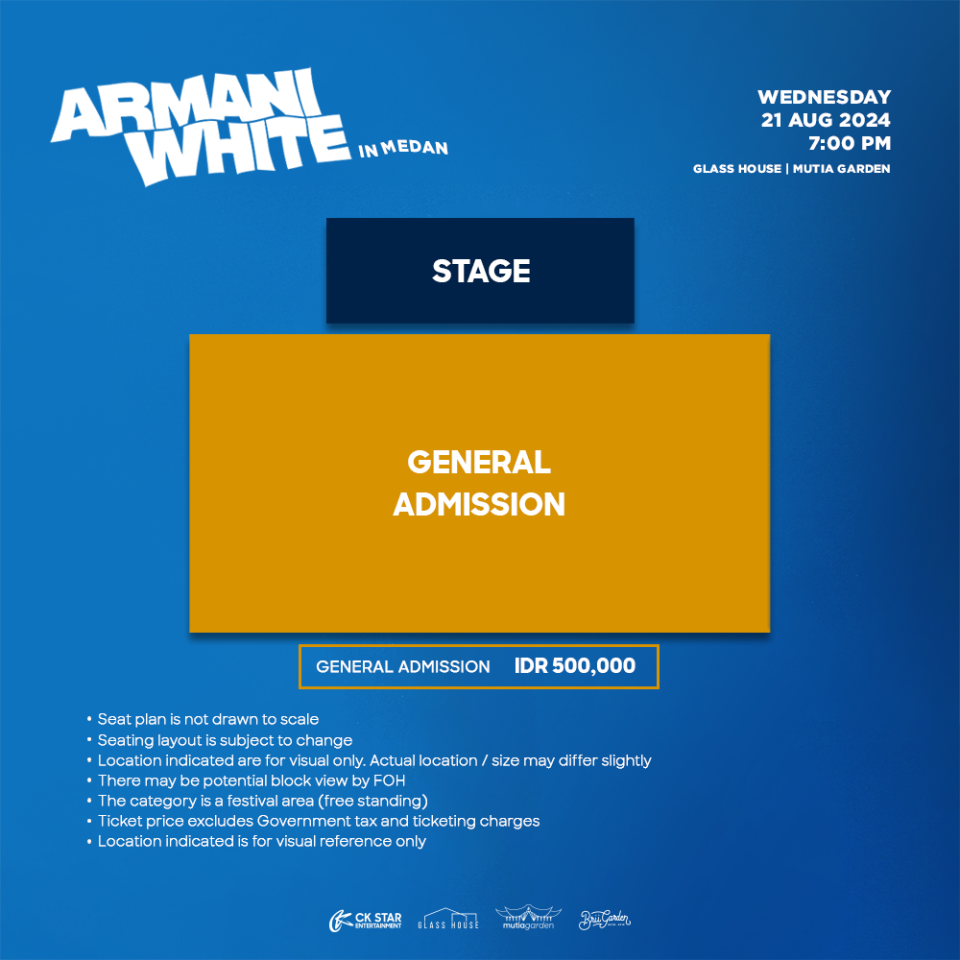 ARMANI
WHITE IN MEDAN
WEDNESDAY
21 AUG 2024
7:00 PM
GLASS HOUSE | MUTIA GARDEN
STAGE
GENERAL
ADMISSION
GENERAL ADMISSION IDR 500,000
• Seat plan is not drawn to scale
• Seating layout is subject to change
• Location indicated are for visual only. Actual location / size may differ slightly
• There may be potential block view by FOH
• The category is a festival area (free standing)
• Ticket price excludes Government tax and ticketing charges
• Location indicated is for visual reference only
CK STAR
ENTERTAINMENT
GLASS HOUSE
mutiagarden
Brü Garden